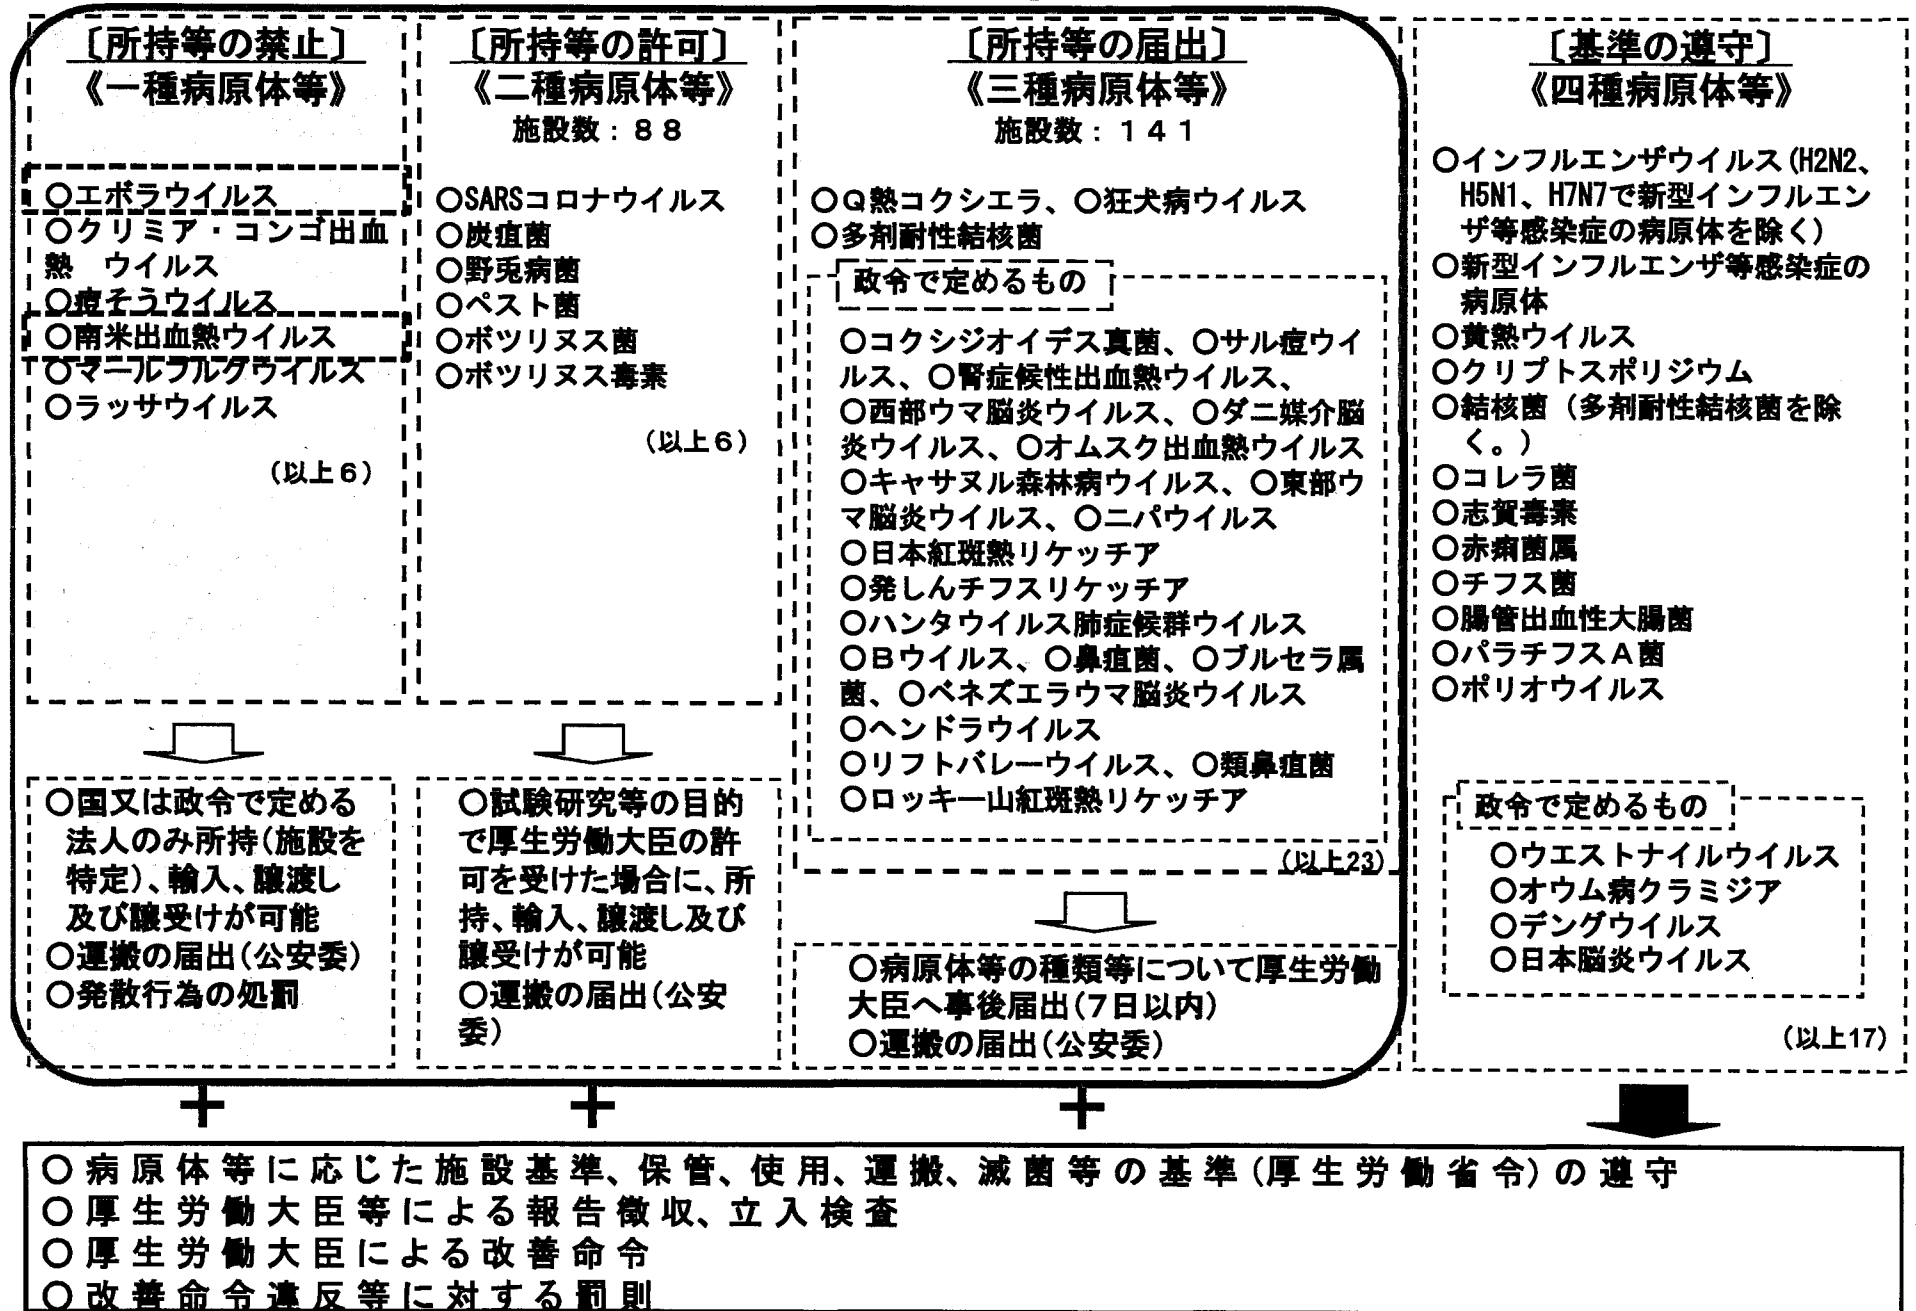 〔所持等の禁止〕
《一種病原体等》
○エボラウイルス
○クリミア・コンゴ出血
熱　ウイルス
○痘そうウイルス
○南米出血熱ウイルス
○マールブルグウイルス
○ラッサウイルス
(以上6)
○国又は政令で定める
法人のみ所持(施設を
特定)、輸入、譲渡し
及び譲受けが可能
○運搬の届出(公安委)
○発散行為の処罰
〔所持等の許可〕
《二種病原体等》
施設数：88
○SARSコロナウイルス
○炭疽菌
○野兎病菌
○ペスト菌
○ボツリヌス菌
○ボツリヌス毒素
(以上6)
○試験研究等の目的
で厚生労働大臣の許
可を受けた場合に、所
持、輸入、譲渡し及び
譲受けが可能
○運搬の届出(公安
委)
〔所持等の届出〕
《三種病原体等》
施設数：141
○Q熱コクシエラ、○狂犬病ウイルス
○多剤耐性結核菌
政令で定めるもの
○コクシジオイデス真菌、○サル痘ウイ
ルス、○腎症候性出血熱ウイルス、
○西部ウマ脳炎ウイルス、○ダニ媒介脳
炎ウイルス、○オムスク出血熱ウイルス
○キャサヌル森林病ウイルス、○東部ウ
マ脳炎ウイルス、○ニパウイルス
○日本紅斑熱リケッチア
○発しんチフスリケッチア
○ハンタウイルス肺症候群ウイルス
○Bウイルス、○鼻疽菌、○ブルセラ属
菌、○ベネズエラウマ脳炎ウイルス
○ヘンドラウイルス
○リフトバレーウイルス、○類鼻疽菌
○ロッキー山紅斑熱リケッチア
(以上23)
○病原体等の種類等について厚生労働
大臣へ事後届出(7日以内)
○運搬の届出(公安委)
〔基準の遵守〕
《四種病原体等》
○インフルエンザウイルス(H2N2、
H5N1、H7N7で新型インフルエン
ザ等感染症の病原体を除く)
○新型インフルエンザ等感染症の
病原体
○黄熱ウイルス
○クリプトスポリジウム
○結核菌（多剤耐性結核菌を除
く。）
○コレラ菌
○志賀毒素
○赤痢菌属
○チフス菌
○腸管出血性大腸菌
○パラチフスA菌
○ポリオウイルス
政令で定めるもの
○ウエストナイルウイルス
○オウム病クラミジア
○デングウイルス
○日本脳炎ウイルス
(以上17)
＋
＋
＋
○病原体等に応じた施設基準、保管、使用、運搬、滅菌等の基準(厚生労働省令)の遵守
○厚生労働大臣等による報告徴収、立入検査
○厚生労働大臣による改善命令
○改善命令違反等に対する罰則